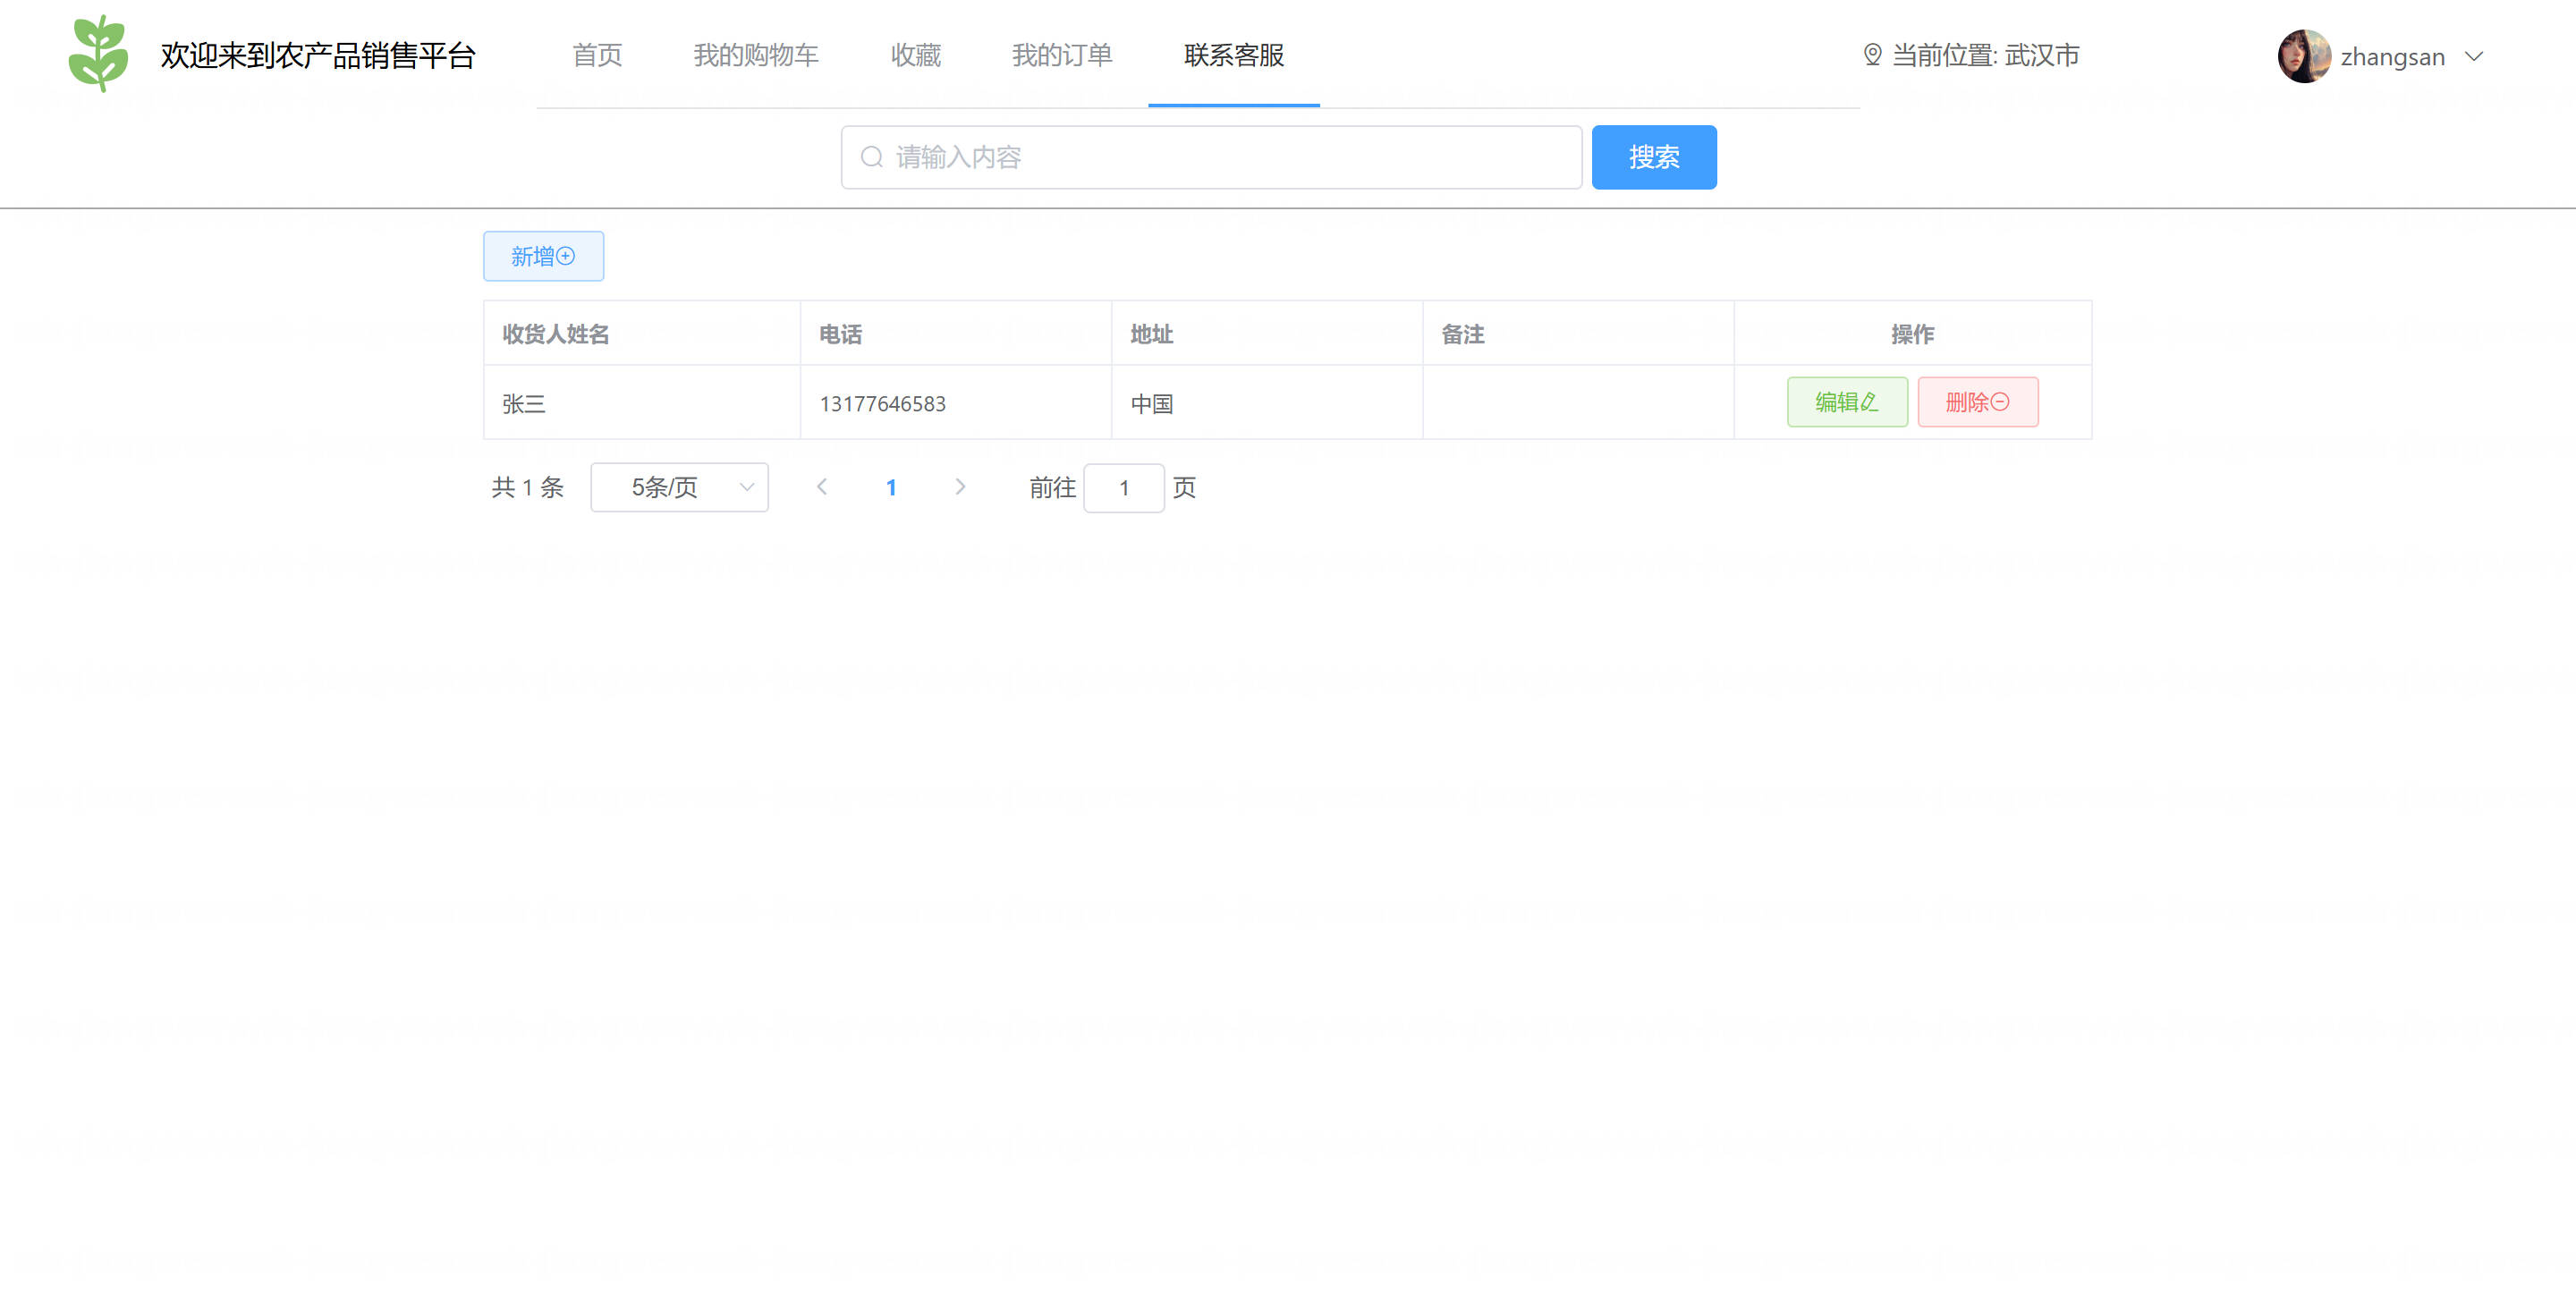 欢迎来到农产品销售平台 首页 我的购物车 收藏 我的订单 联系客服 当前位置: 武汉市 zhangsan
请输入内容 搜索
新增
收货人姓名 电话 地址 备注 操作
张三 13177646583 中国 编辑 删除
共 1 条 5条/页 1 前往 1 页